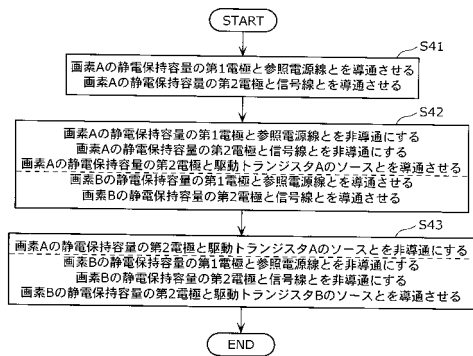 START
S41
画素Aの静電保持容量の第1電極と参照電源線とを導通させる
画素Aの静電保持容量の第2電極と信号線とを導通させる
S42
画素Aの静電保持容量の第1電極と参照電源線とを非導通にする
画素Aの静電保持容量の第2電極と信号線とを非導通にする
画素Aの静電保持容量の第2電極と駆動トランジスタAのソースとを導通させる
画素Bの静電保持容量の第1電極と参照電源線とを導通させる
画素Bの静電保持容量の第2電極と信号線とを導通させる
S43
画素Aの静電保持容量の第2電極と駆動トランジスタAのソースとを非導通にする
画素Bの静電保持容量の第1電極と参照電源線とを非導通にする
画素Bの静電保持容量の第2電極と信号線とを非導通にする
画素Bの静電保持容量の第2電極と駆動トランジスタBのソースとを導通させる
END